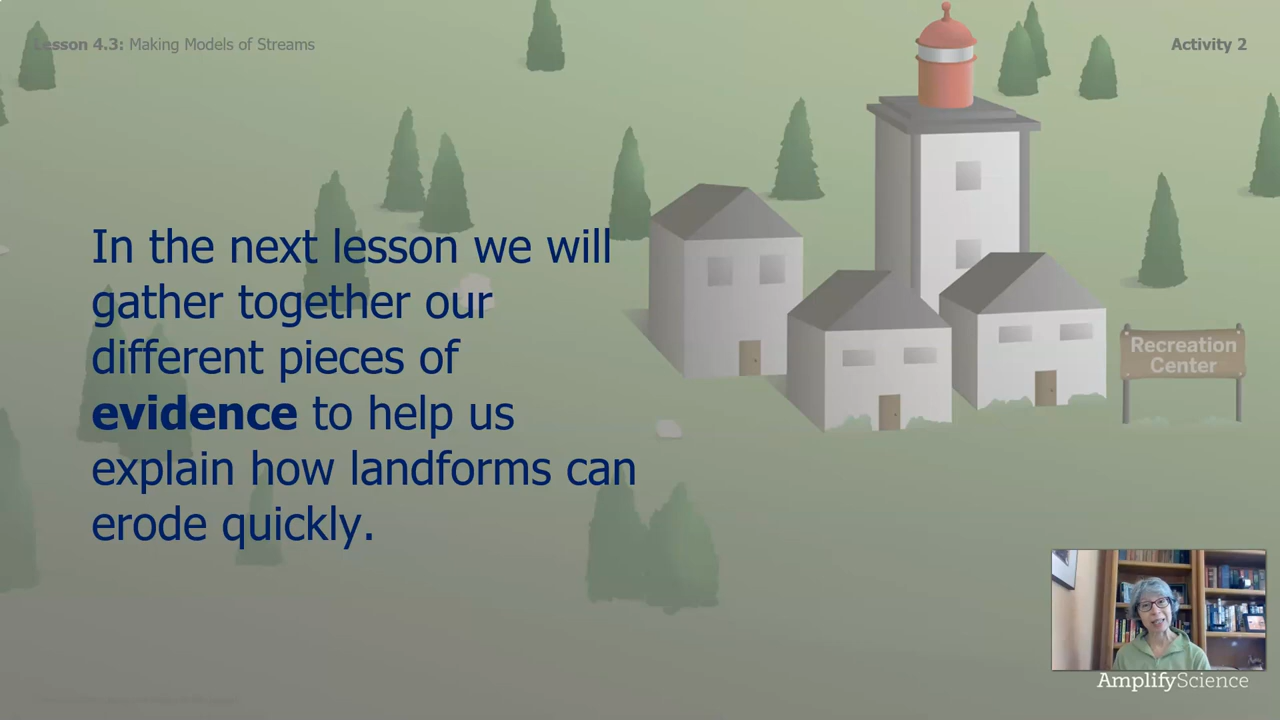 Lesson 4.3: Making Models of Streams
Activity 2
In the next lesson we will
gather together our
different pieces of
evidence to help us
explain how landforms can
erode quickly.
Recreation
Center
AmplifyScience